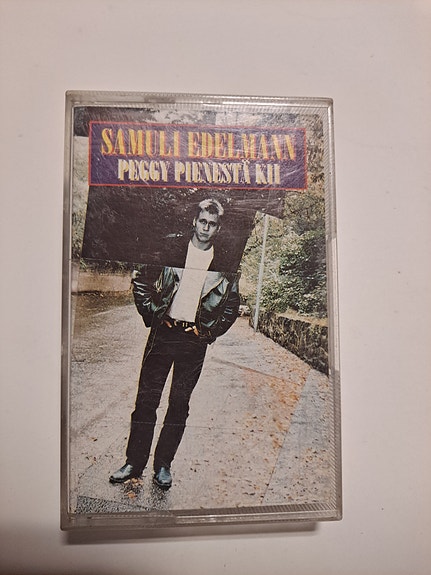 SAMULI EDELMANN
PEGGY PIENESTÄ KII